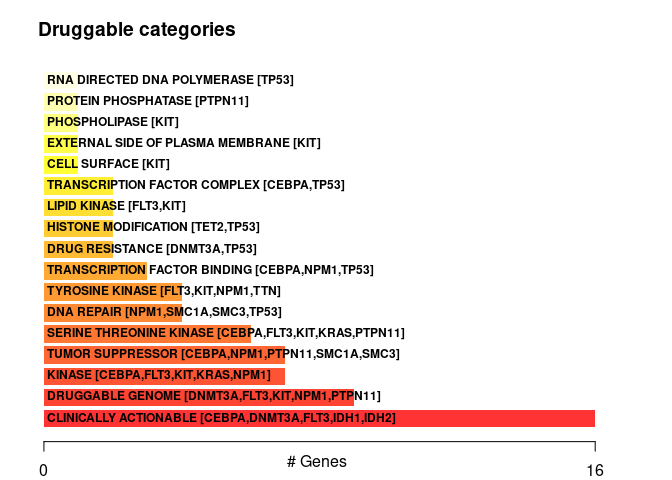 Druggable categories
RNA DIRECTED DNA POLYMERASE [TP53]
PROTEIN PHOSPHATASE [PTPN11]
PHOSPHOLIPASE [KIT]
EXTERNAL SIDE OF PLASMA MEMBRANE [KIT]
CELL SURFACE [KIT]
TRANSCRIPTION FACTOR COMPLEX [CEBPA,TP53]
LIPID KINASE [FLT3,KIT]
HISTONE MODIFICATION [TET2,TP53]
DRUG RESISTANCE [DNMT3A,TP53]
TRANSCRIPTION FACTOR BINDING [CEBPA,NPM1,TP53]
TYROSINE KINASE [FLT3,KIT,NPM1,TTN]
DNA REPAIR [NPM1,SMC1A,SMC3,TP53]
SERINE THREONINE KINASE [CEBPA,FLT3,KIT,KRAS,PTPN11]
TUMOR SUPPRESSOR [CEBPA,NPM1,PTPN11,SMC1A,SMC3]
KINASE [CEBPA,FLT3,KIT,KRAS,NPM1]
DRUGGABLE GENOME [DNMT3A,FLT3,KIT,NPM1,PTPN11]
CLINICALLY ACTIONABLE [CEBPA,DNMT3A,FLT3,IDH1,IDH2]
0 # Genes 16